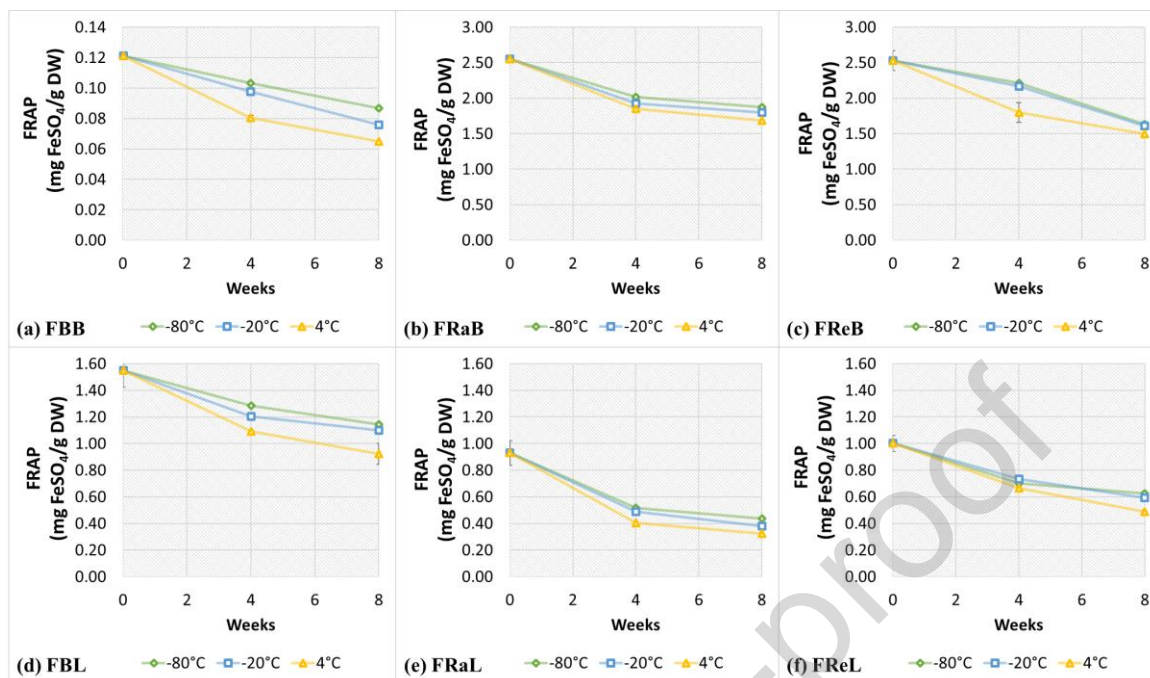 FRAP
(mg FeSO₄/g DW)
0.14
0.12
0.10
0.08
0.06
0.04
0.02
0.00
0 2 4 6 8
Weeks
(a) FBB -80°C -20°C 4°C
FRAP
(mg FeSO₄/g DW)
3.00
2.50
2.00
1.50
1.00
0.50
0.00
0 2 4 6 8
Weeks
(b) FRaB -80°C -20°C 4°C
FRAP
(mg FeSO₄/g DW)
3.00
2.50
2.00
1.50
1.00
0.50
0.00
0 2 4 6 8
Weeks
(c) FReB -80°C -20°C 4°C
FRAP
(mg FeSO₄/g DW)
1.60
1.40
1.20
1.00
0.80
0.60
0.40
0.20
0.00
0 2 4 6 8
Weeks
(d) FBL -80°C -20°C 4°C
FRAP
(mg FeSO₄/g DW)
1.60
1.40
1.20
1.00
0.80
0.60
0.40
0.20
0.00
0 2 4 6 8
Weeks
(e) FRaL -80°C -20°C 4°C
FRAP
(mg FeSO₄/g DW)
1.60
1.40
1.20
1.00
0.80
0.60
0.40
0.20
0.00
0 2 4 6 8
Weeks
(f) FReL -80°C -20°C 4°C
-proof